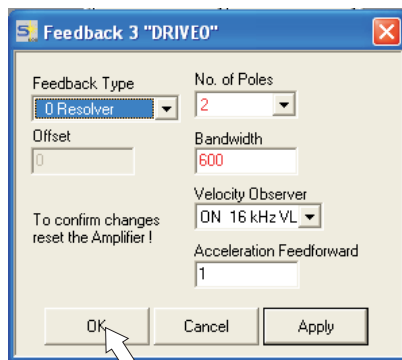 Feedback 3 "DRIVE0"
Feedback Type
0 Resolver
No. of Poles
2
Offset
0
Bandwidth
600
Velocity Observer
ON 16 kHz VL
To confirm changes
reset the Amplifier !
Acceleration Feedforward
1
OK
Cancel
Apply